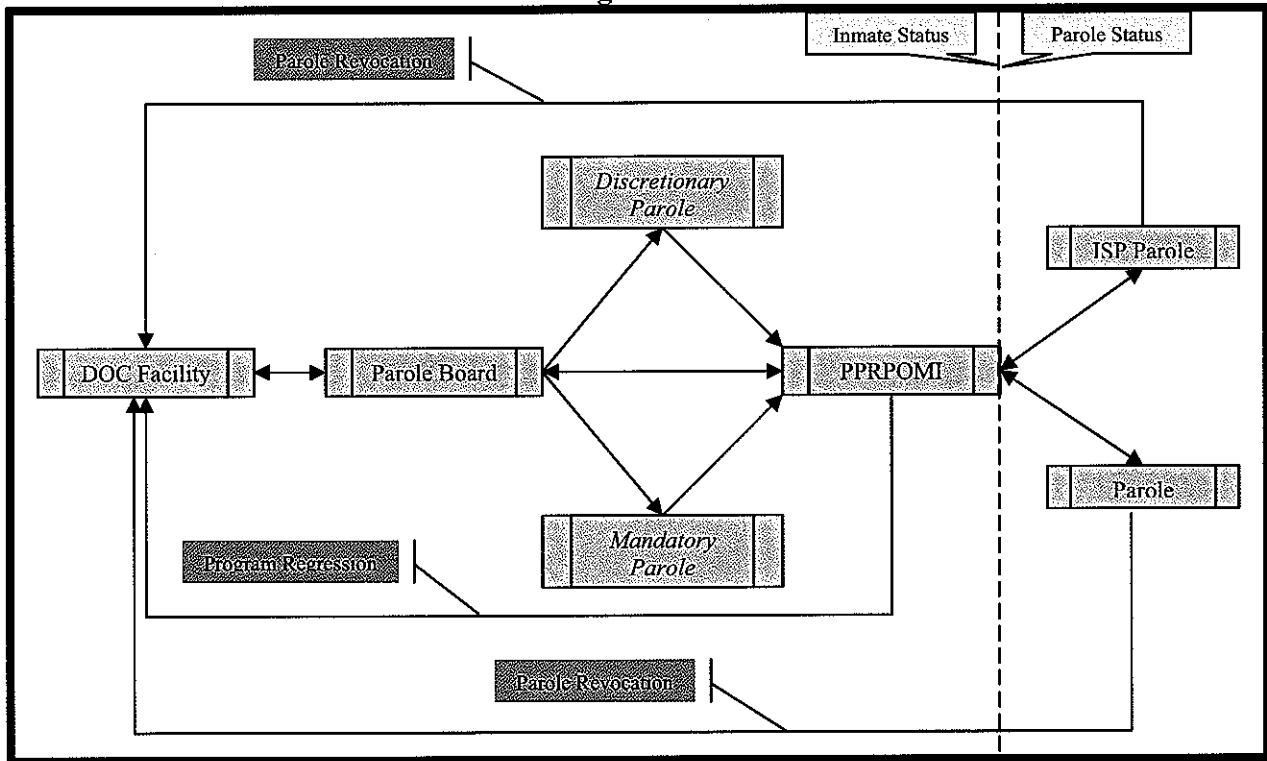 Inmate Status
Parole Status
Parole Revocation
Discretionary
Parole
ISP Parole
DOC Facility
Parole Board
PPRPOMI
Parole
Mandatory
Parole
Program Regression
Parole Revocation